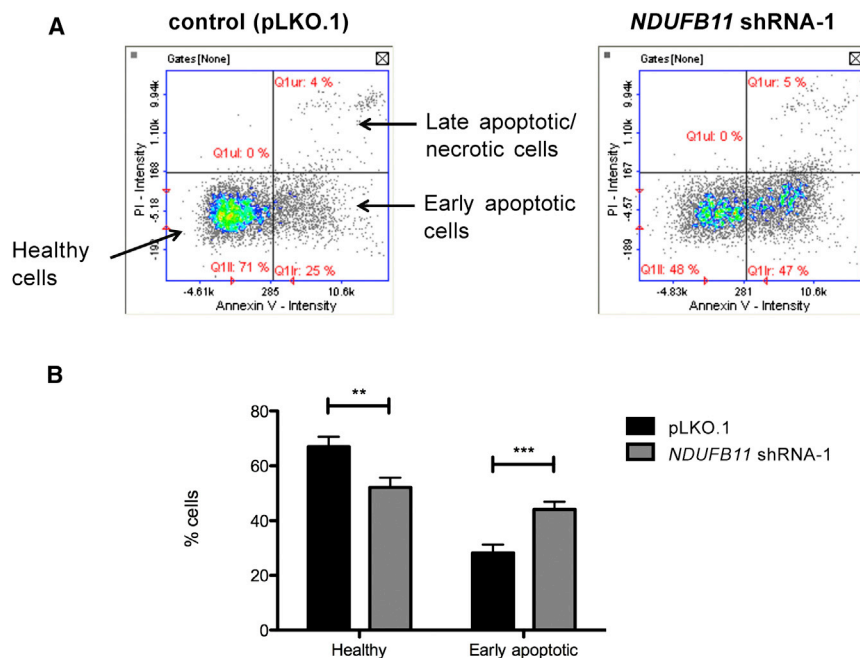 A
control (pLKO.1)
NDUFB11 shRNA-1
Gates [None]
Q1ur: 4 %
Q1ul: 0 %
Q1ll: 71 %
Q1lr: 25 %
9.94k
1.10k
168
-5.18
PI - Intensity
-4.61k
285
10.6k
Annexin V - Intensity
Late apoptotic/
necrotic cells
Early apoptotic
cells
Healthy
cells
Gates [None]
Q1ur: 5 %
Q1ul: 0 %
Q1ll: 48 %
Q1lr: 47 %
9.94k
1.10k
167
-4.57
-189
PI - Intensity
-4.83k
281
10.6k
Annexin V - Intensity
B
% cells
80
60
40
20
0
**
***
Healthy
Early apoptotic
pLKO.1
NDUFB11 shRNA-1